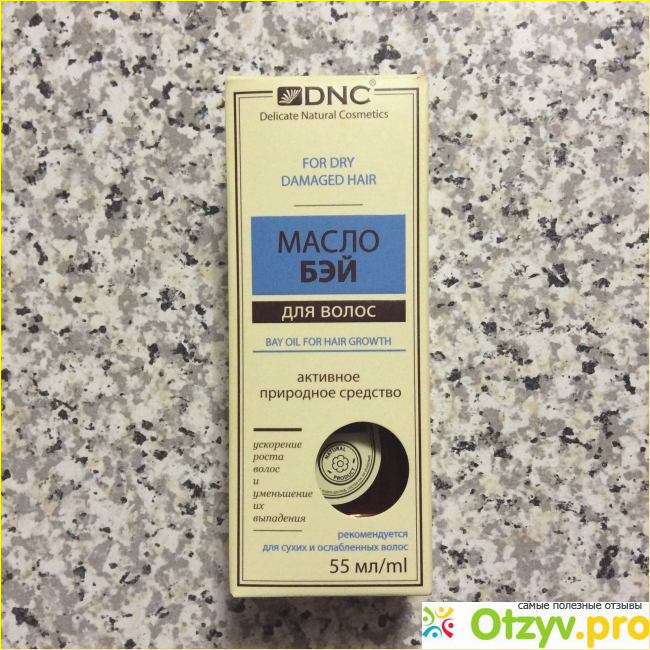 DNC®
Delicate Natural Cosmetics
FOR DRY
DAMAGED HAIR
МАСЛО
БЭЙ
ДЛЯ ВОЛОС
BAY OIL FOR HAIR GROWTH
активное
природное средство
ускорение
роста
волос
и
уменьшение
их
выпадения
NATURAL
PRODUCT
рекомендуется
для сухих и ослабленных волос
55 мл/ml
самые полезные отзывы
Otzyv.pro